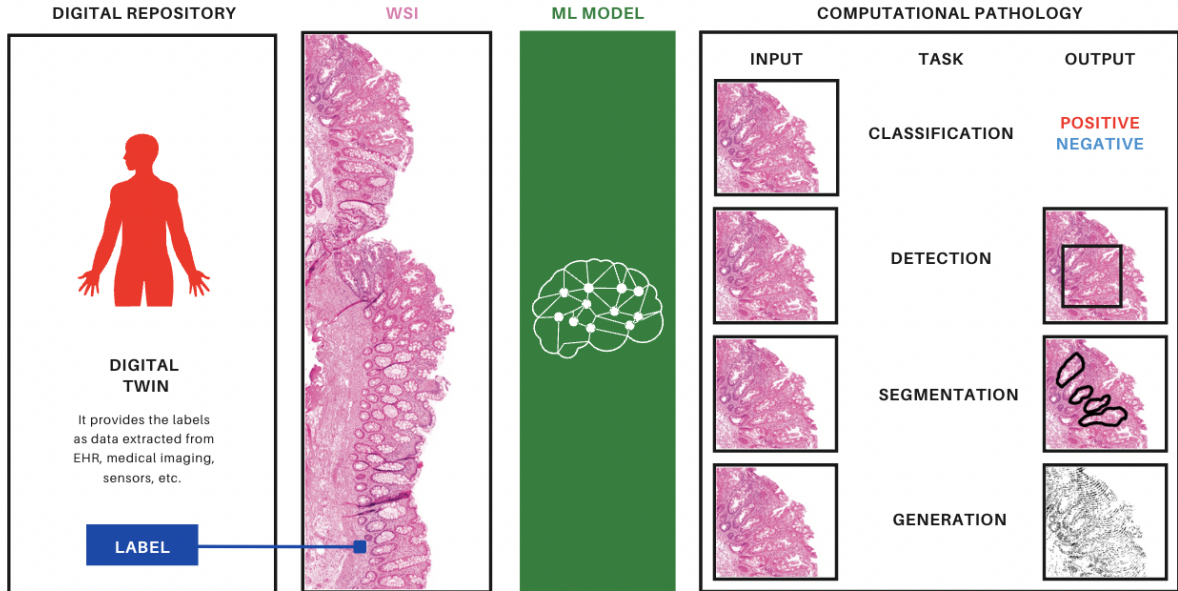 DIGITAL REPOSITORY
WSI
ML MODEL
COMPUTATIONAL PATHOLOGY
DIGITAL
TWIN
It provides the labels
as data extracted from
EHR, medical imaging,
sensors, etc.
LABEL
INPUT
TASK
OUTPUT
CLASSIFICATION
POSITIVE
NEGATIVE
DETECTION
SEGMENTATION
GENERATION